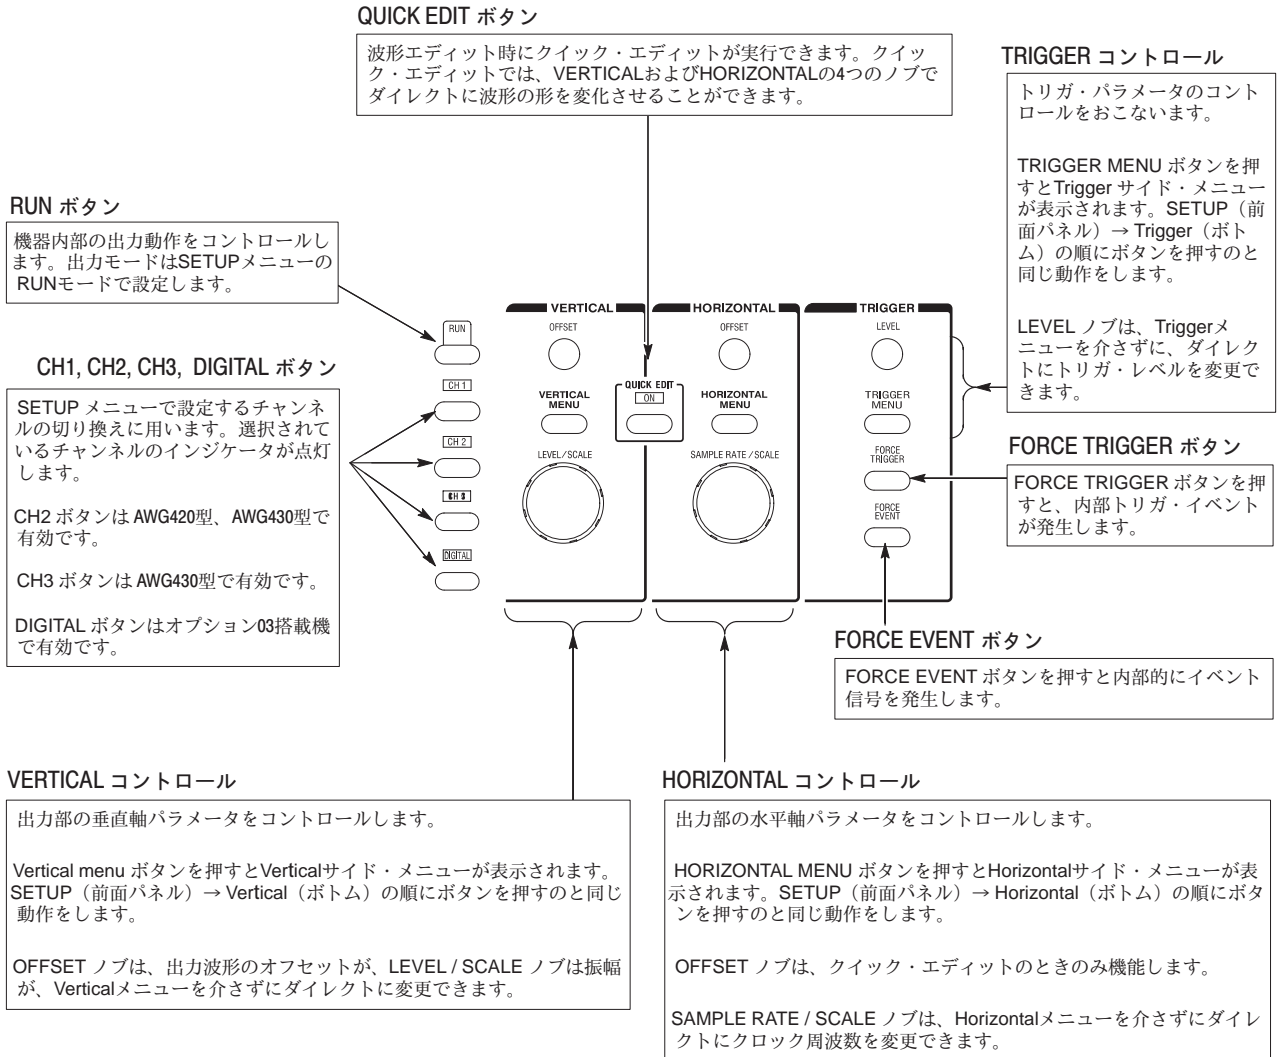 QUICK EDIT ボタン
波形エディット時にクイック・エディットが実行できます。クイッ
ク・エディットでは、VERTICALおよびHORIZONTALの4つのノブで
ダイレクトに波形の形を変化させることができます。
TRIGGER コントロール
トリガ・パラメータのコント
ロールをおこないます。
TRIGGER MENU ボタンを押
すとTrigger サイド・メニュー
が表示されます。SETUP（前
面パネル）→ Trigger（ボト
ム）の順にボタンを押すのと
同じ動作をします。
LEVEL ノブは、Triggerメ
ニューを介さずに、ダイレク
トにトリガ・レベルを変更で
きます。
RUN ボタン
機器内部の出力動作をコントロールし
ます。出力モードはSETUPメニューの
RUNモードで設定します。
CH1, CH2, CH3, DIGITAL ボタン
SETUP メニューで設定するチャンネ
ルの切り換えに用います。選択されて
いるチャンネルのインジケータが点灯
します。
CH2 ボタンは AWG420型、AWG430型で
有効です。
CH3 ボタンは AWG430型で有効です。
DIGITAL ボタンはオプション03搭載機
で有効です。
RUN
CH 1
CH 2
CH 3
DIGITAL
VERTICAL
OFFSET
VERTICAL
MENU
LEVEL/SCALE
QUICK EDIT
ON
HORIZONTAL
OFFSET
HORIZONTAL
MENU
SAMPLE RATE / SCALE
TRIGGER
LEVEL
TRIGGER
MENU
FORCE
TRIGGER
FORCE
EVENT
FORCE TRIGGER ボタン
FORCE TRIGGER ボタンを押
すと、内部トリガ・イベント
が発生します。
FORCE EVENT ボタン
FORCE EVENT ボタンを押すと内部的にイベント
信号を発生します。
VERTICAL コントロール
出力部の垂直軸パラメータをコントロールします。
Vertical menu ボタンを押すとVerticalサイド・メニューが表示されます。
SETUP（前面パネル）→ Vertical（ボトム）の順にボタンを押すのと同じ
動作をします。
OFFSET ノブは、出力波形のオフセットが、LEVEL / SCALE ノブは振幅
が、Verticalメニューを介さずにダイレクトに変更できます。
HORIZONTAL コントロール
出力部の水平軸パラメータをコントロールします。
HORIZONTAL MENU ボタンを押すとHorizontalサイド・メニューが表
示されます。SETUP（前面パネル）→ Horizontal（ボトム）の順にボタ
ンを押すのと同じ動作をします。
OFFSET ノブは、クイック・エディットのときのみ機能します。
SAMPLE RATE / SCALE ノブは、Horizontalメニューを介さずにダイレ
クトにクロック周波数を変更できます。